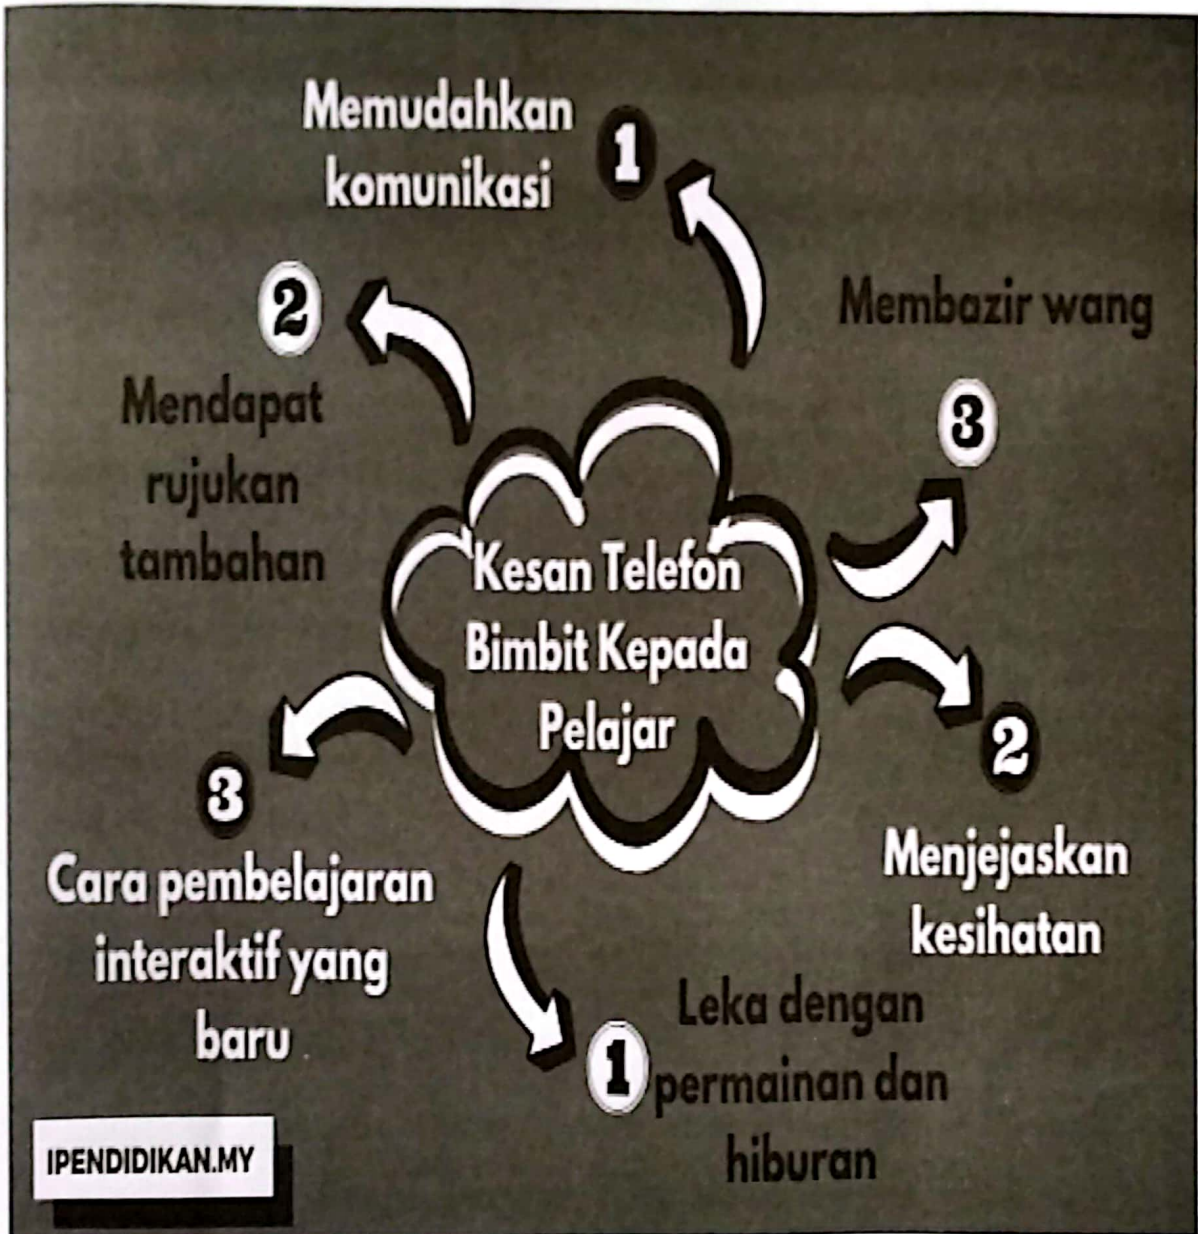 Memudahkan
komunikasi
1
2
Mendapat
rujukan
tambahan
3
Cara pembelajaran
interaktif yang
baru
Kesan Telefon
Bimbit Kepada
Pelajar
Membazir wang
3
2
Menjejaskan
kesihatan
1
Leka dengan
permainan dan
hiburan
IPENDIDIKAN.MY